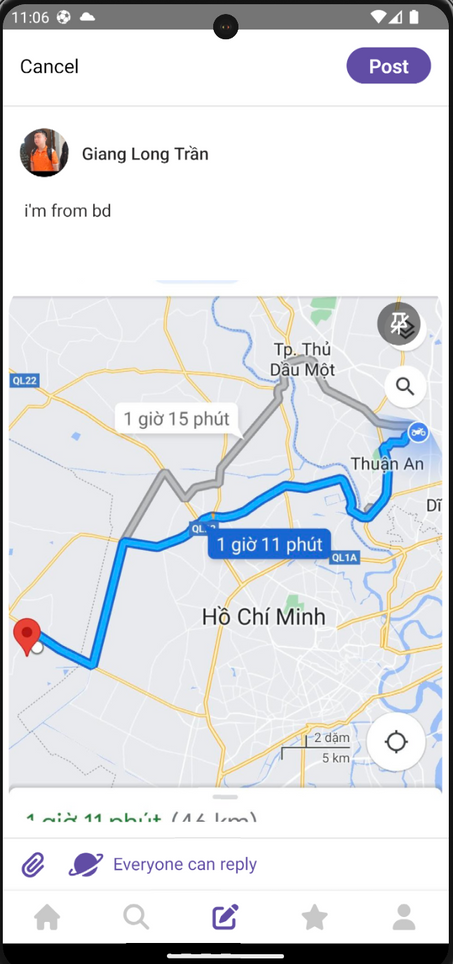 11:06
Cancel
Post
Giang Long Trần
i'm from bd
Tp. Thủ
Dầu Một
QL22
1 giờ 15 phút
Thuận An
Dĩ
1 giờ 11 phút
QL1A
Hồ Chí Minh
2 dặm
5 km
1 giờ 11 phút (46 km)
Everyone can reply